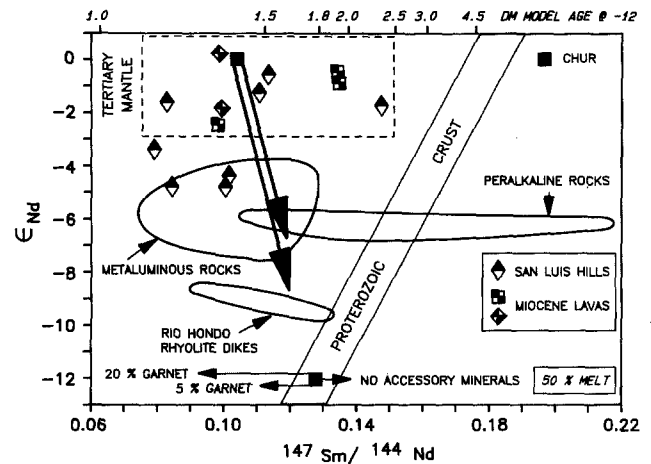 1.0 1.5 1.8 2.0 2.5 3.0 4.5 DM MODEL AGE @ -12
0
-2
-4
-6
-8
-10
-12
εNd
TERTIARY
MANTLE
CHUR
CRUST
PROTEROZOIC
PERALKALINE ROCKS
METALUMINOUS ROCKS
SAN LUIS HILLS
MIOCENE LAVAS
RIO HONDO
RHYOLITE DIKES
20 % GARNET
5 % GARNET
NO ACCESSORY MINERALS
50 % MELT
0.06 0.10 0.14 0.18 0.22
147 Sm/ 144 Nd